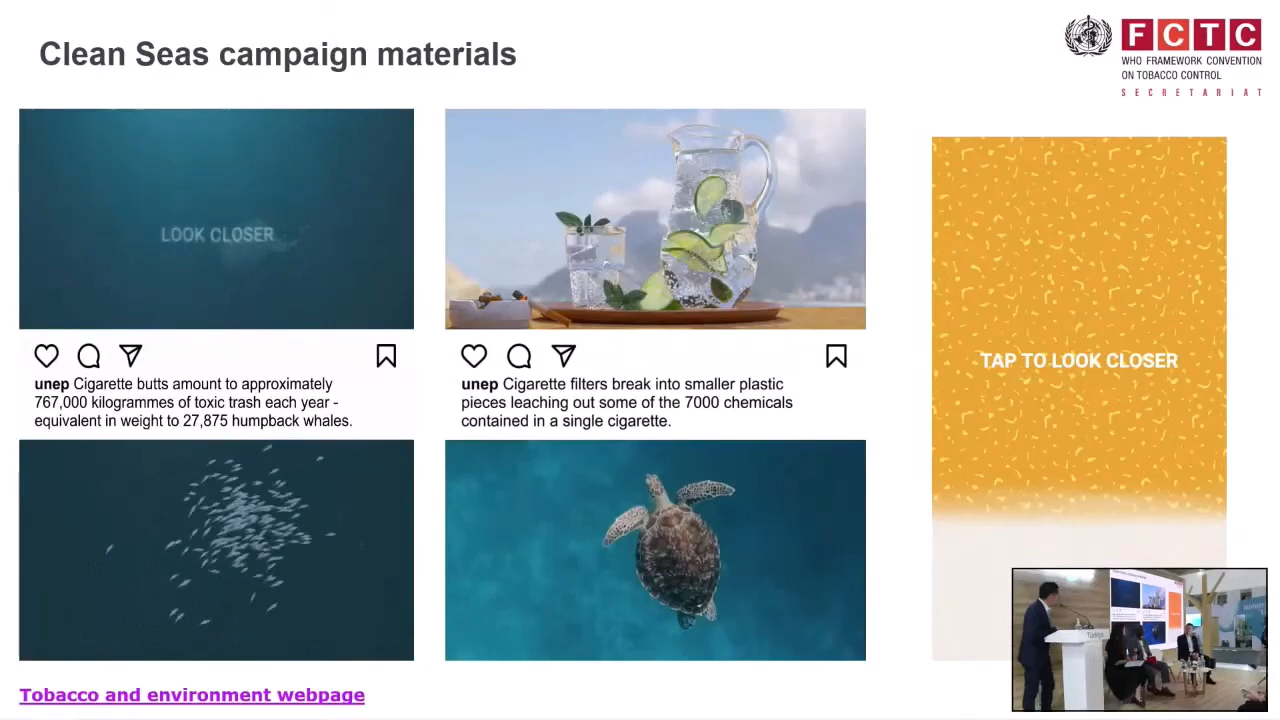 Clean Seas campaign materials
FCTC
WHO FRAMEWORK CONVENTION
ON TOBACCO CONTROL
SECRETARIAT
LOOK CLOSER
unep Cigarette butts amount to approximately
767,000 kilogrammes of toxic trash each year -
equivalent in weight to 27,875 humpback whales.
unep Cigarette filters break into smaller plastic
pieces leaching out some of the 7000 chemicals
contained in a single cigarette.
TAP TO LOOK CLOSER
Tobacco and environment webpage